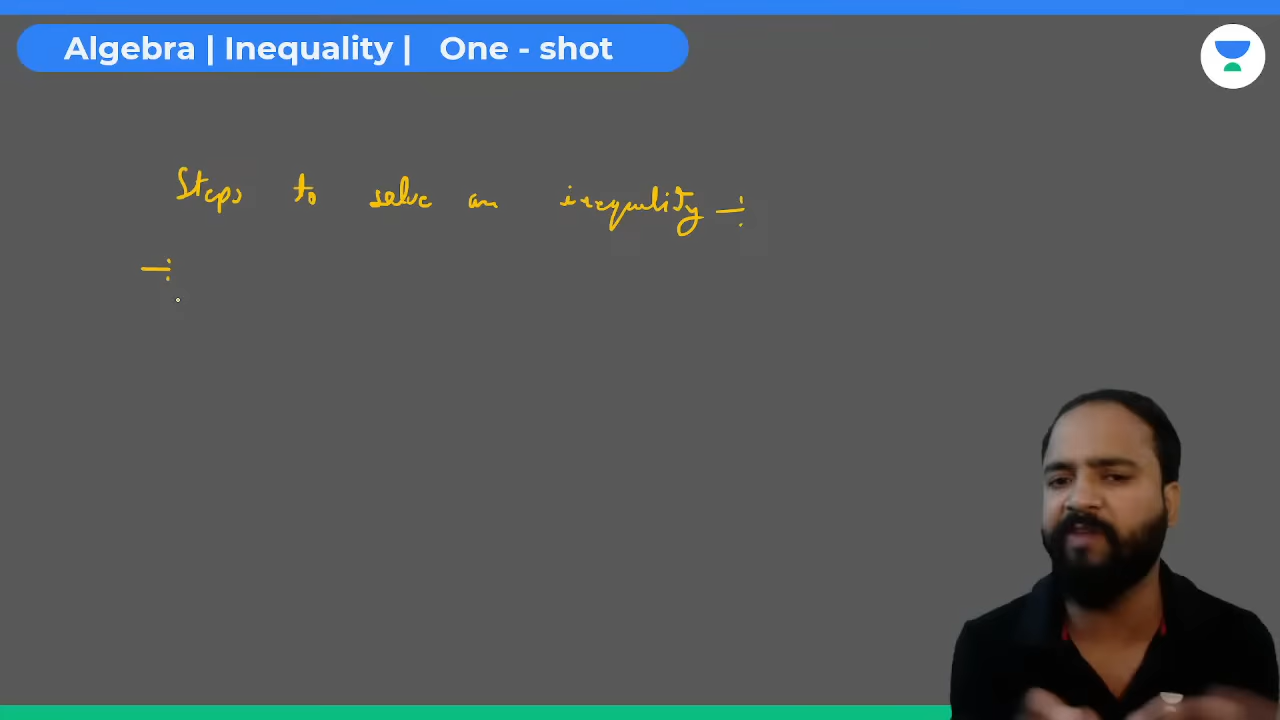 Algebra | Inequality | One - shot
Steps to solve an inequality -:
-: